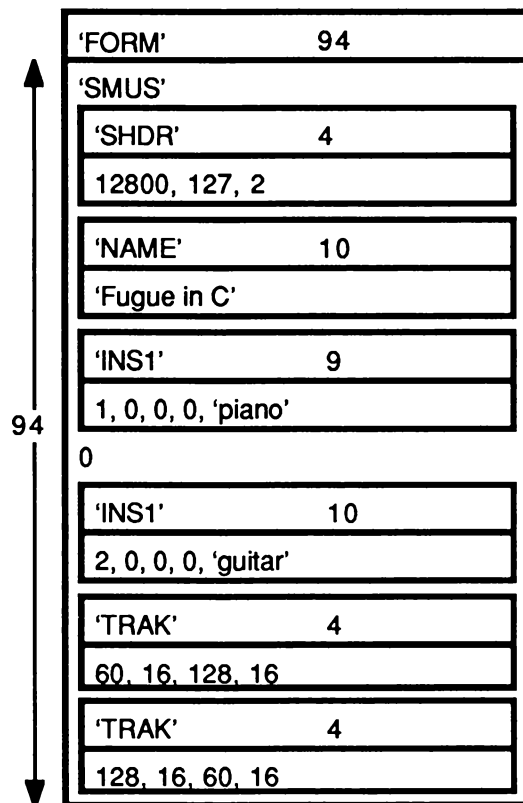 ‘FORM’ 94
‘SMUS’
‘SHDR’ 4
12800, 127, 2
‘NAME’ 10
‘Fugue in C’
‘INS1’ 9
1, 0, 0, 0, ‘piano’
94
0
‘INS1’ 10
2, 0, 0, 0, ‘guitar’
‘TRAK’ 4
60, 16, 128, 16
‘TRAK’ 4
128, 16, 60, 16